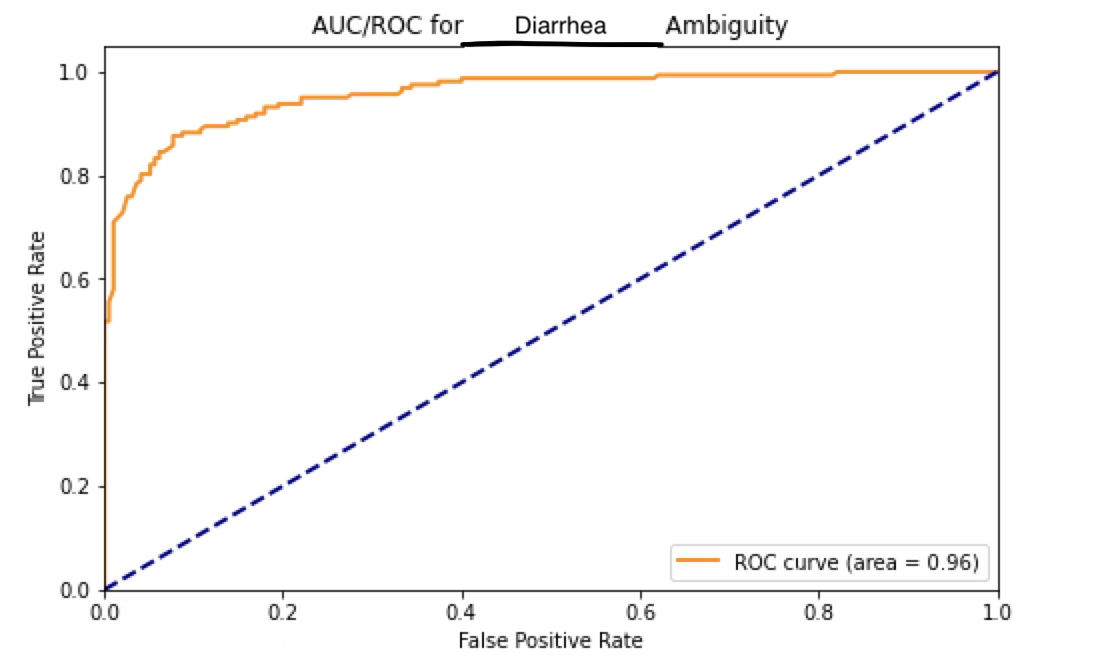 AUC/ROC for Diarrhea Ambiguity
1.0
0.8
0.6
0.4
0.2
0.0
True Positive Rate
ROC curve (area = 0.96)
0.0 0.2 0.4 0.6 0.8 1.0
False Positive Rate